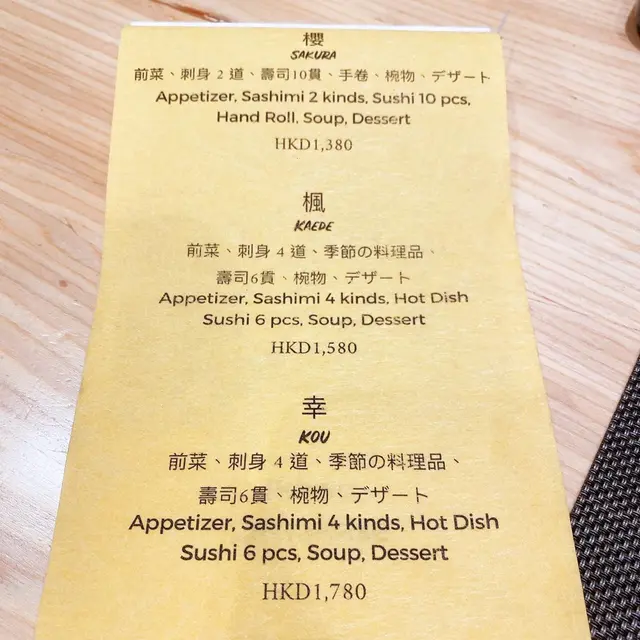 櫻
SAKURA
前菜、刺身 2 道、壽司10貫、手卷、椀物、デザート
Appetizer, Sashimi 2 kinds, Sushi 10 pcs,
Hand Roll, Soup, Dessert
HKD1,380
楓
KAEDE
前菜、刺身 4 道、季節の料理品、
壽司6貫、椀物、デザート
Appetizer, Sashimi 4 kinds, Hot Dish
Sushi 6 pcs, Soup, Dessert
HKD1,580
幸
KOU
前菜、刺身 4 道、季節の料理品、
壽司6貫、椀物、デザート
Appetizer, Sashimi 4 kinds, Hot Dish
Sushi 6 pcs, Soup, Dessert
HKD1,780